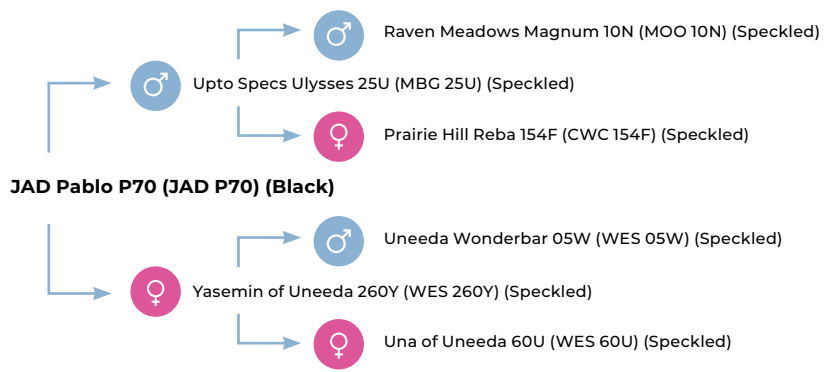 Raven Meadows Magnum 10N (MOO 10N) (Speckled)
Upto Specs Ulysses 25U (MBG 25U) (Speckled)
Prairie Hill Reba 154F (CWC 154F) (Speckled)
JAD Pablo P70 (JAD P70) (Black)
Uneeda Wonderbar 05W (WES 05W) (Speckled)
Yasemin of Uneeda 260Y (WES 260Y) (Speckled)
Una of Uneeda 60U (WES 60U) (Speckled)